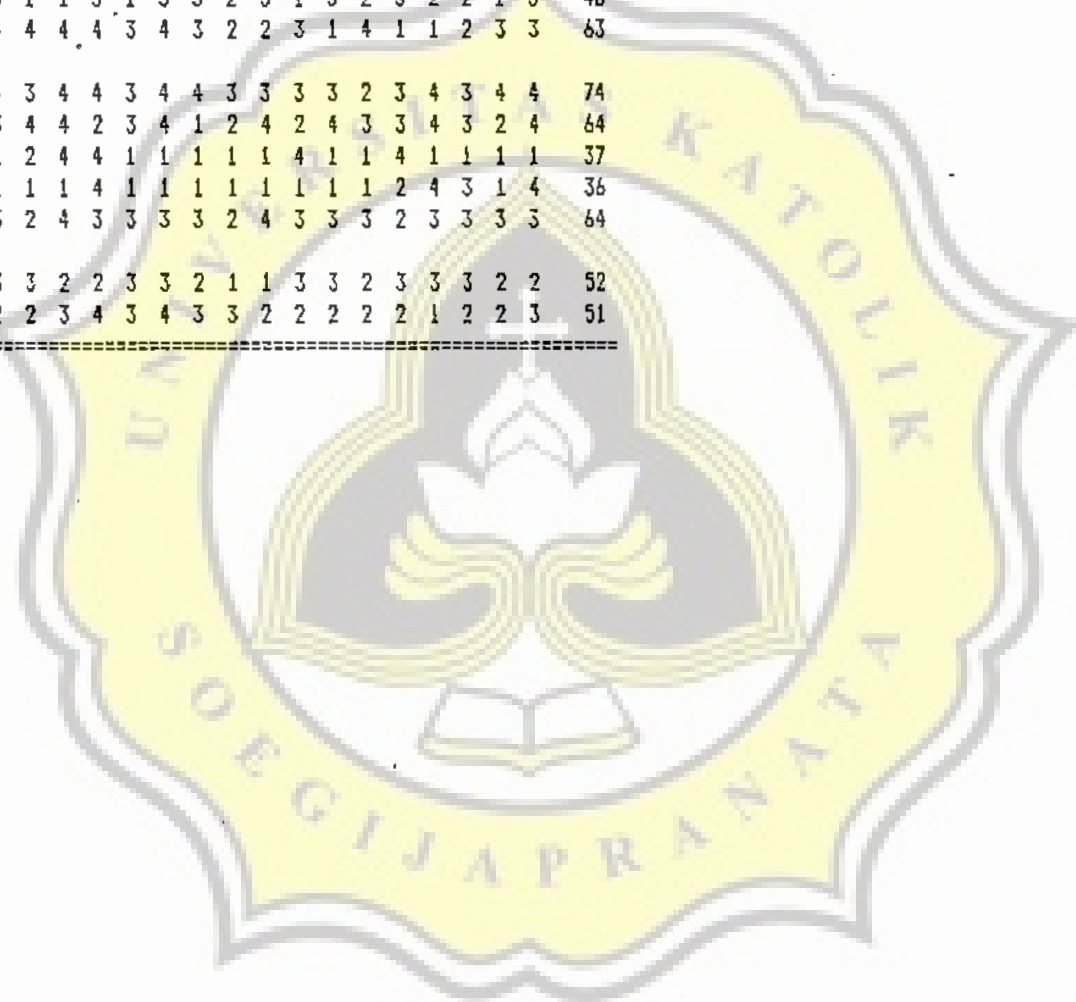 4 4 4 3 4 3 2 2 3 1 4 1 1 2 3 3 63
3 4 4 3 4 4 3 3 3 3 2 3 4 3 4 4 74
4 4 2 3 4 1 2 4 2 4 3 3 4 3 2 4 64
2 4 4 1 1 1 1 1 4 1 1 4 1 1 1 1 37
1 1 4 1 1 1 1 1 1 1 1 2 4 3 1 4 36
2 4 3 3 3 3 2 4 3 3 3 2 3 3 3 3 64
3 2 2 3 3 2 1 1 3 3 2 3 3 3 2 2 52
2 3 4 3 4 3 3 2 2 2 2 2 1 2 2 3 51
UNIVERSITAS KATOLIK
SOEGIJAPRANATA